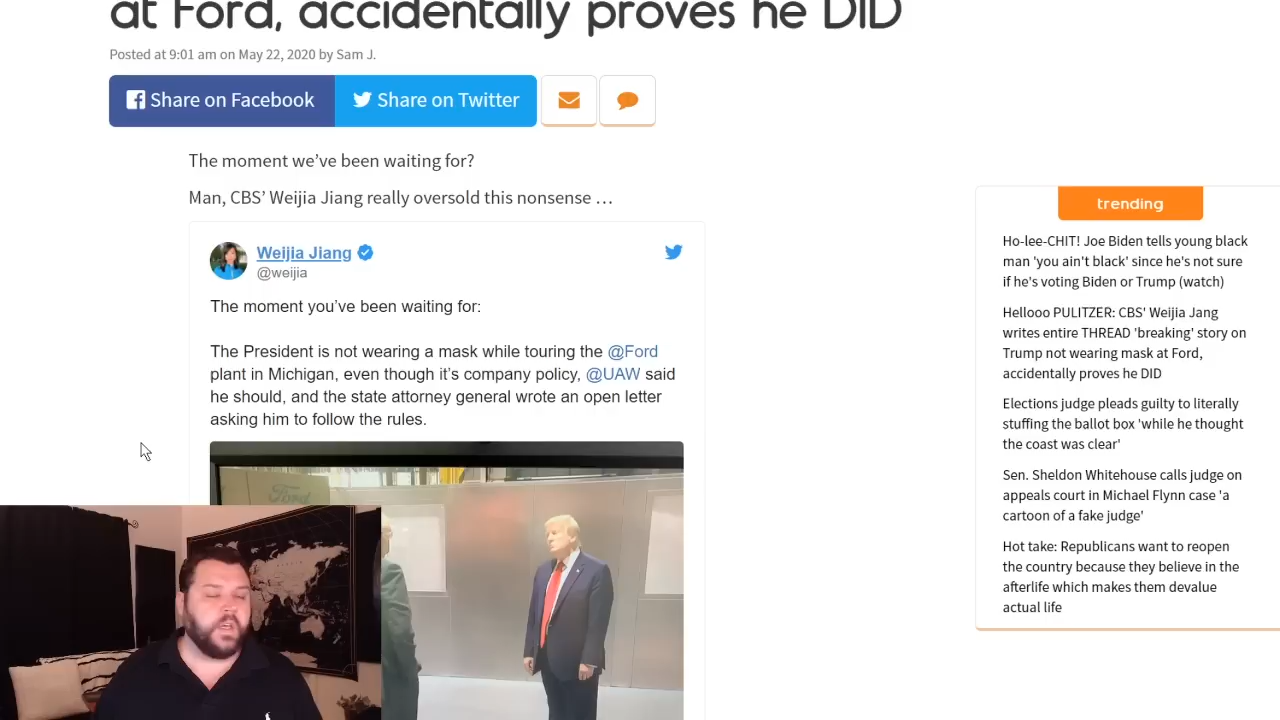 at Ford, accidentally proves he DID
Posted at 9:01 am on May 22, 2020 by Sam J.
Share on Facebook
Share on Twitter
The moment we’ve been waiting for?
Man, CBS’ Weijia Jiang really oversold this nonsense …
Weijia Jiang
@weijia
The moment you’ve been waiting for:
The President is not wearing a mask while touring the @Ford
plant in Michigan, even though it’s company policy, @UAW said
he should, and the state attorney general wrote an open letter
asking him to follow the rules.
Ford
trending
Ho-lee-CHIT! Joe Biden tells young black
man 'you ain't black' since he's not sure
if he's voting Biden or Trump (watch)
Hellooo PULITZER: CBS' Weijia Jang
writes entire THREAD 'breaking' story on
Trump not wearing mask at Ford,
accidentally proves he DID
Elections judge pleads guilty to literally
stuffing the ballot box 'while he thought
the coast was clear'
Sen. Sheldon Whitehouse calls judge on
appeals court in Michael Flynn case 'a
cartoon of a fake judge'
Hot take: Republicans want to reopen
the country because they believe in the
afterlife which makes them devalue
actual life